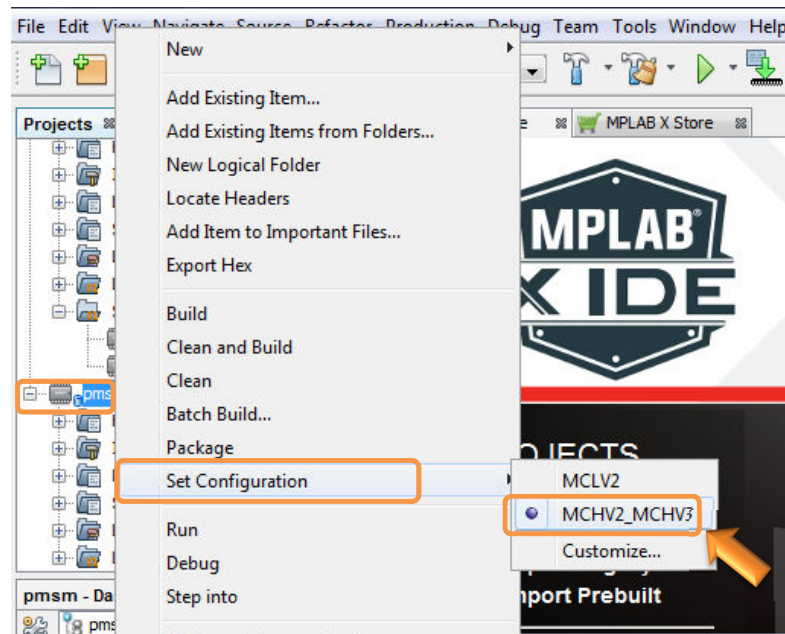 File Edit View Navigate Source Refactor Production Debug Team Tools Window Help
New
Add Existing Item...
Projects
MPLAB X Store
Add Existing Items from Folders...
New Logical Folder
Locate Headers
Add Item to Important Files...
MPLAB®
Export Hex
X IDE
Build
Clean and Build
Clean
pms
Batch Build...
Package
OJECTS
Set Configuration
MCLV2
MCHV2_MCHV3
Run
Customize...
Debug
Step into
port Prebuilt
pmsm - Da
pms